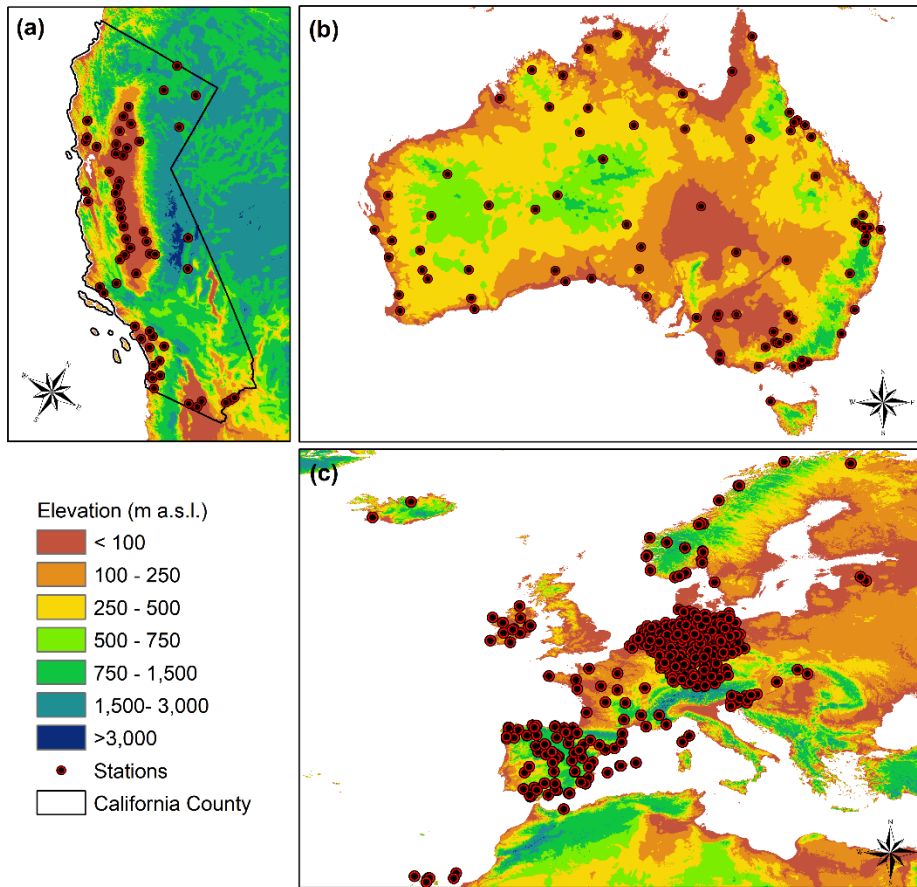 (a)
(b)
N
E
S
W
N
E
N
W
Elevation (m a.s.l.)
< 100
100 - 250
250 - 500
500 - 750
750 - 1,500
1,500- 3,000
>3,000
Stations
California County
(c)
N
W
E
N